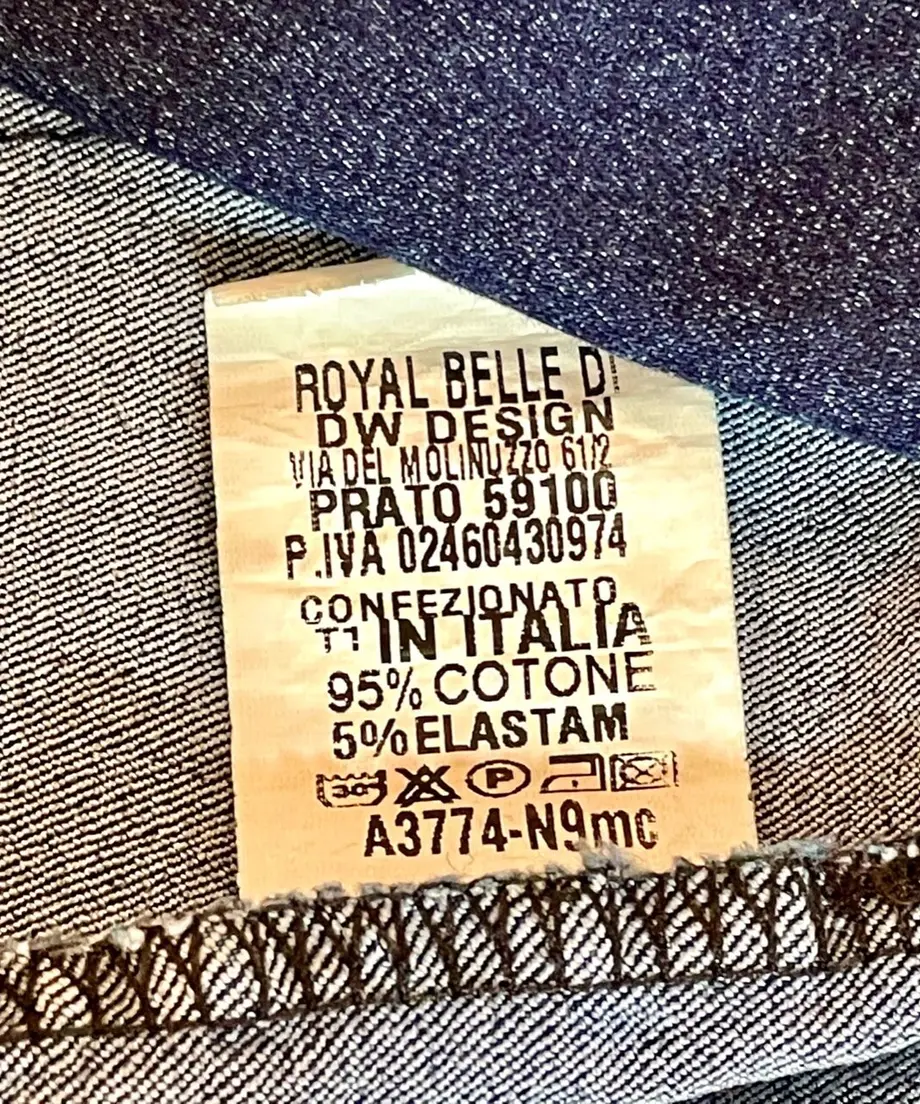 ROYAL BELLE DI
DW DESIGN
VIA DEL MOLINUZZO 61/2
PRATO 59100
P.IVA 02460430974
CONFEZIONATO
T1 IN ITALIA
95% COTONE
5% ELASTAM
30 P
A3774-N9mc